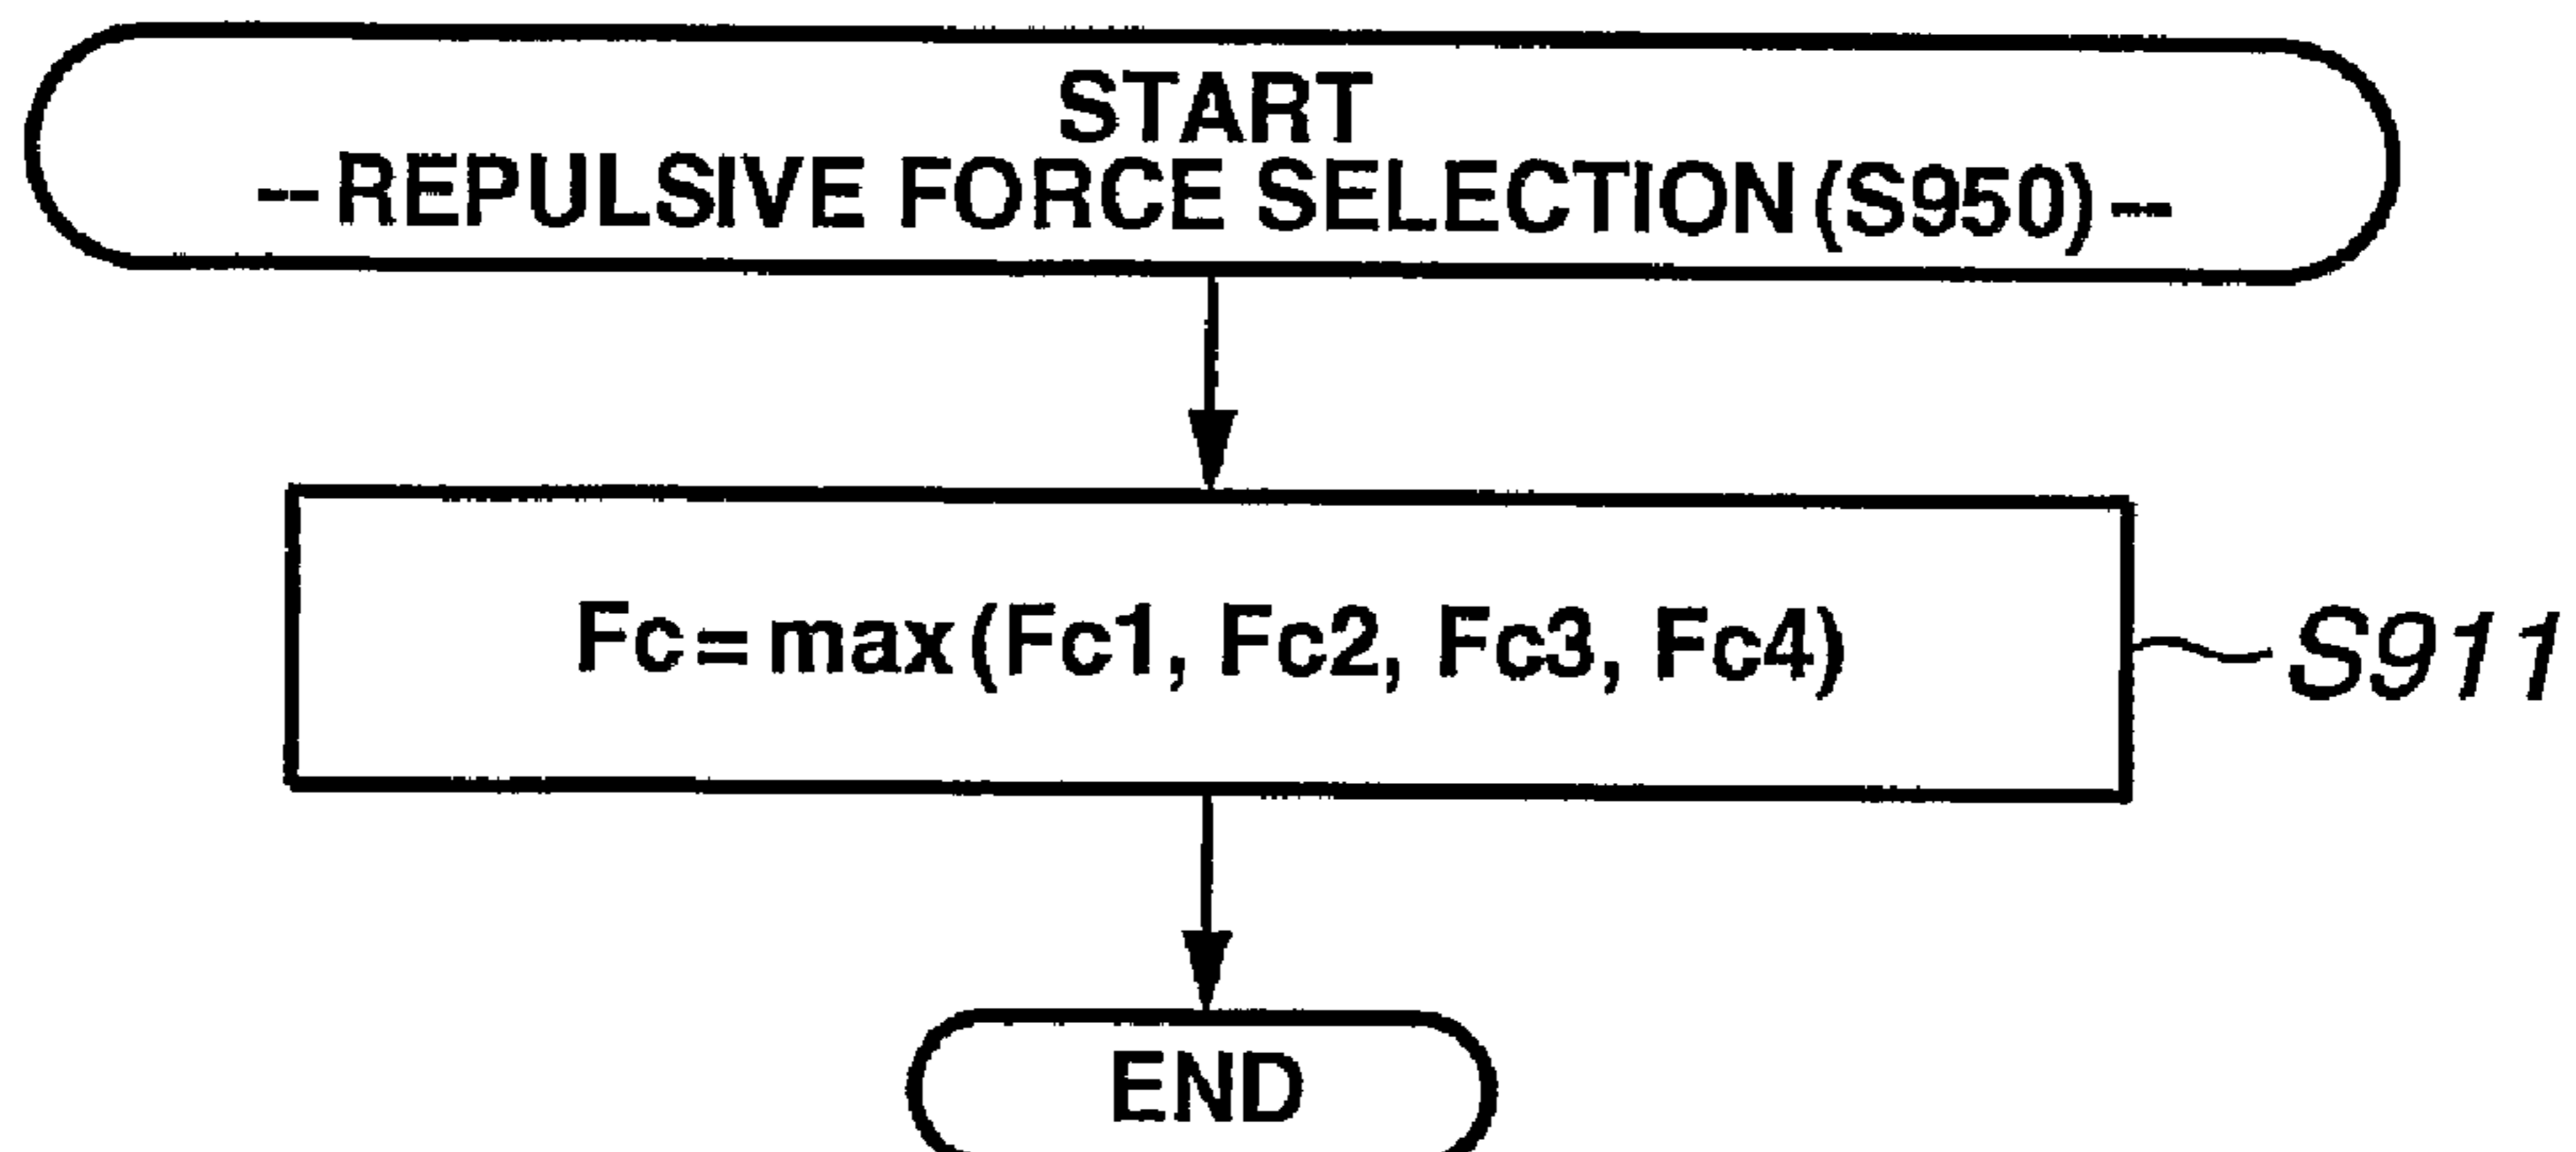 START
--REPULSIVE FORCE SELECTION (S950)--
Fc=max(Fc1, Fc2, Fc3, Fc4)
S911
END